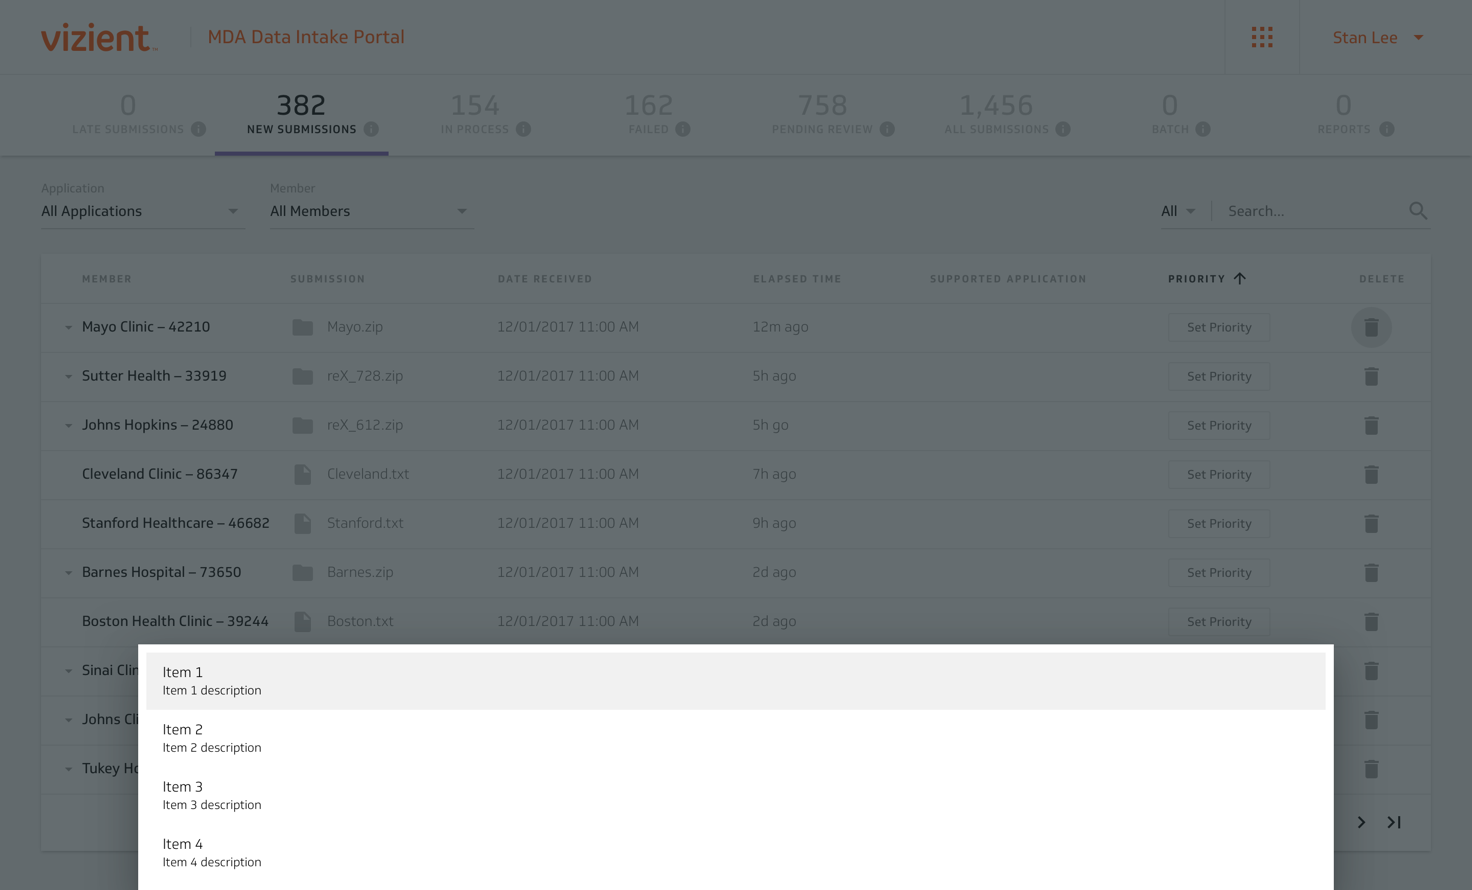 vizient
MDA Data Intake Portal
Stan Lee
0
LATE SUBMISSIONS
382
NEW SUBMISSIONS
154
IN PROCESS
162
FAILED
758
PENDING REVIEW
1,456
ALL SUBMISSIONS
0
BATCH
0
REPORTS
Application
All Applications
Member
All Members
All
Search...
MEMBER SUBMISSION DATE RECEIVED ELAPSED TIME SUPPORTED APPLICATION PRIORITY DELETE
Mayo Clinic – 42210 Mayo.zip 12/01/2017 11:00 AM 12m ago Set Priority
Sutter Health – 33919 reX_728.zip 12/01/2017 11:00 AM 5h ago Set Priority
Johns Hopkins – 24880 reX_612.zip 12/01/2017 11:00 AM 5h go Set Priority
Cleveland Clinic – 86347 Cleveland.txt 12/01/2017 11:00 AM 7h ago Set Priority
Stanford Healthcare – 46682 Stanford.txt 12/01/2017 11:00 AM 9h ago Set Priority
Barnes Hospital – 73650 Barnes.zip 12/01/2017 11:00 AM 2d ago Set Priority
Boston Health Clinic – 39244 Boston.txt 12/01/2017 11:00 AM 2d ago Set Priority
Sinai
Johns
Tukey
Item 1
Item 1 description
Item 2
Item 2 description
Item 3
Item 3 description
Item 4
Item 4 description